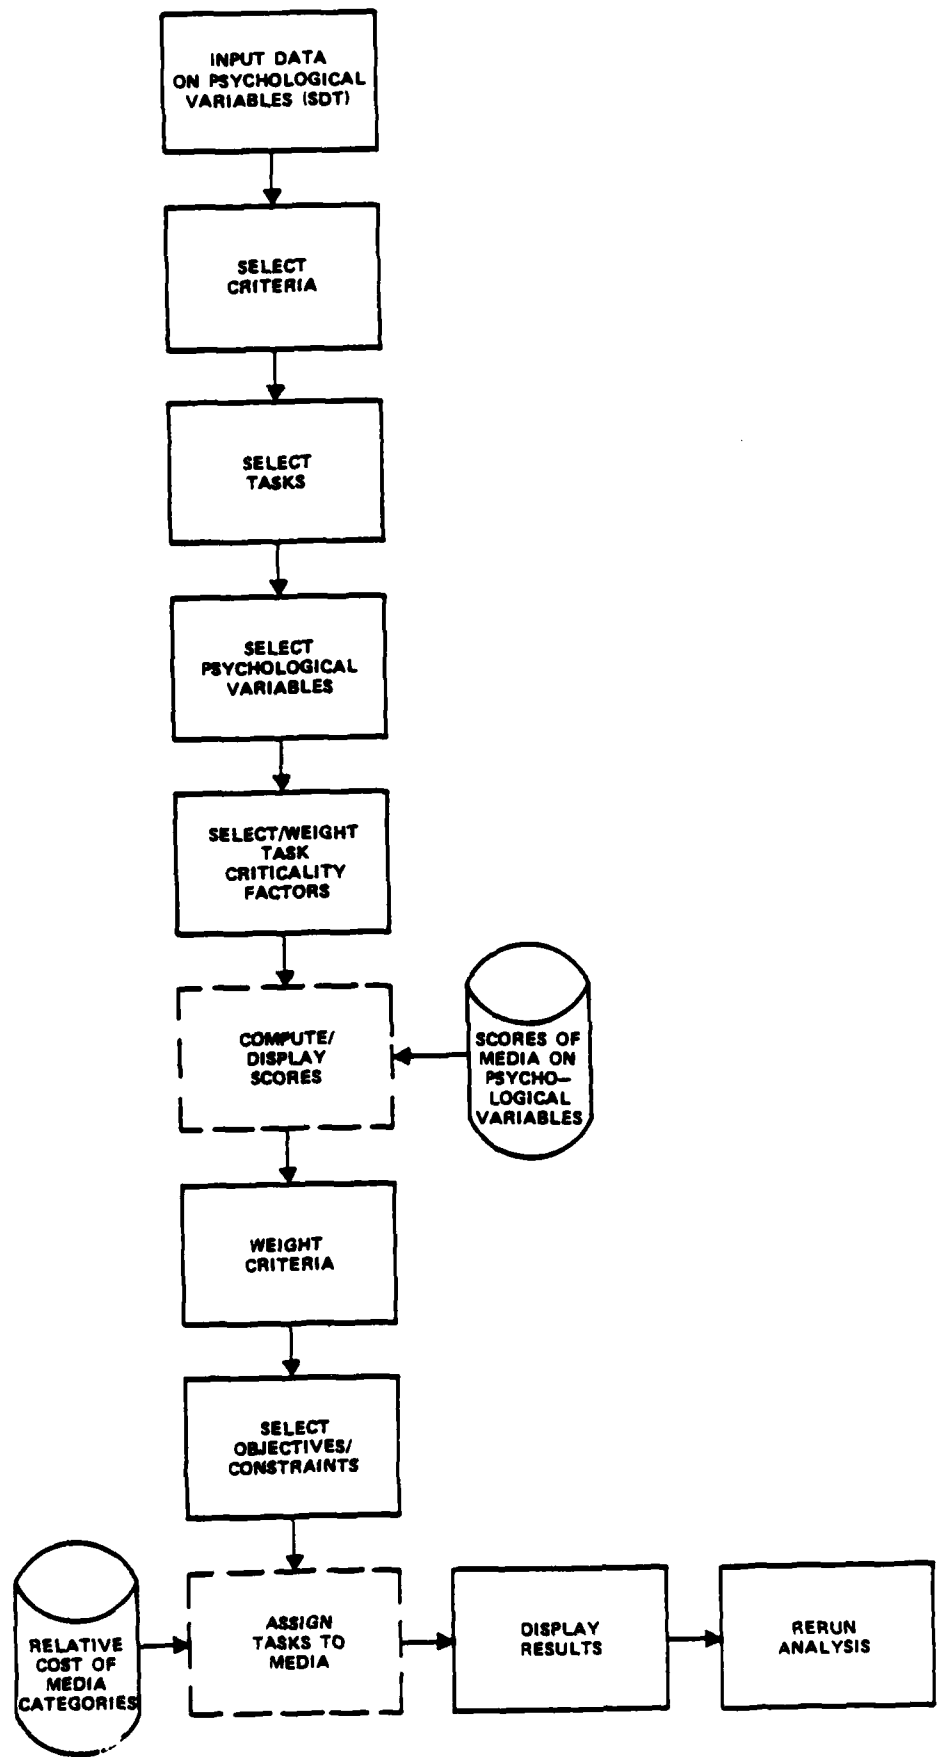 INPUT DATA
ON PSYCHOLOGICAL
VARIABLES (SDT)
SELECT
CRITERIA
SELECT
TASKS
SELECT
PSYCHOLOGICAL
VARIABLES
SELECT/WEIGHT
TASK
CRITICALITY
FACTORS
COMPUTE/
DISPLAY
SCORES
SCORES OF
MEDIA ON
PSYCHO-
LOGICAL
VARIABLES
WEIGHT
CRITERIA
SELECT
OBJECTIVES/
CONSTRAINTS
RELATIVE
COST OF
MEDIA
CATEGORIES
ASSIGN
TASKS TO
MEDIA
DISPLAY
RESULTS
RERUN
ANALYSIS